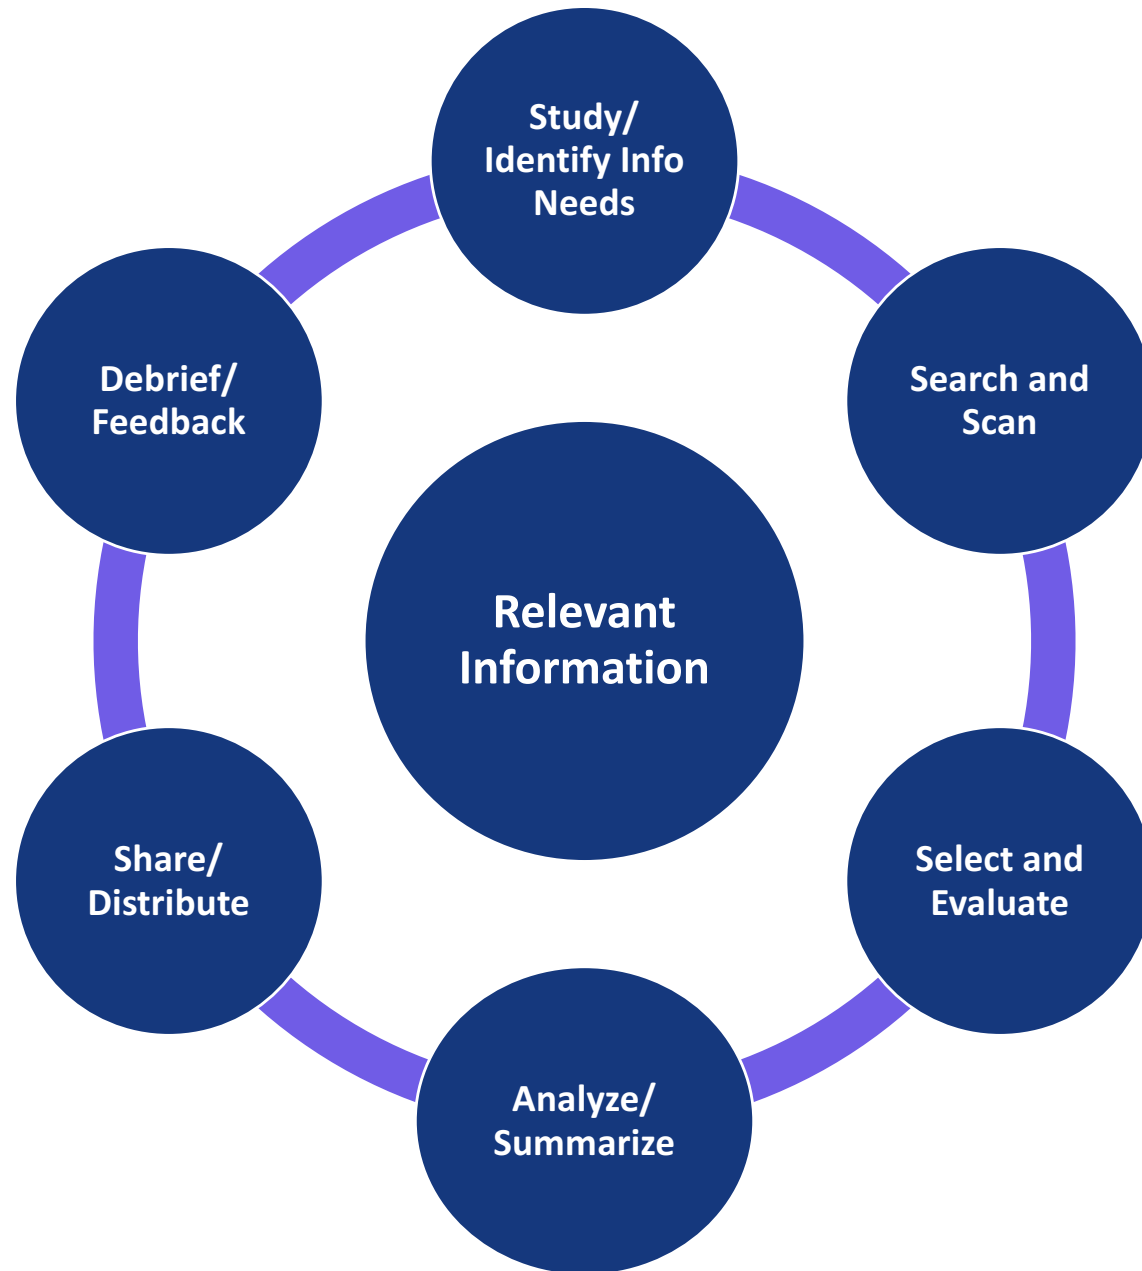 Study/
Identify Info
Needs
Search and
Scan
Select and
Evaluate
Analyze/
Summarize
Share/
Distribute
Debrief/
Feedback
Relevant
Information